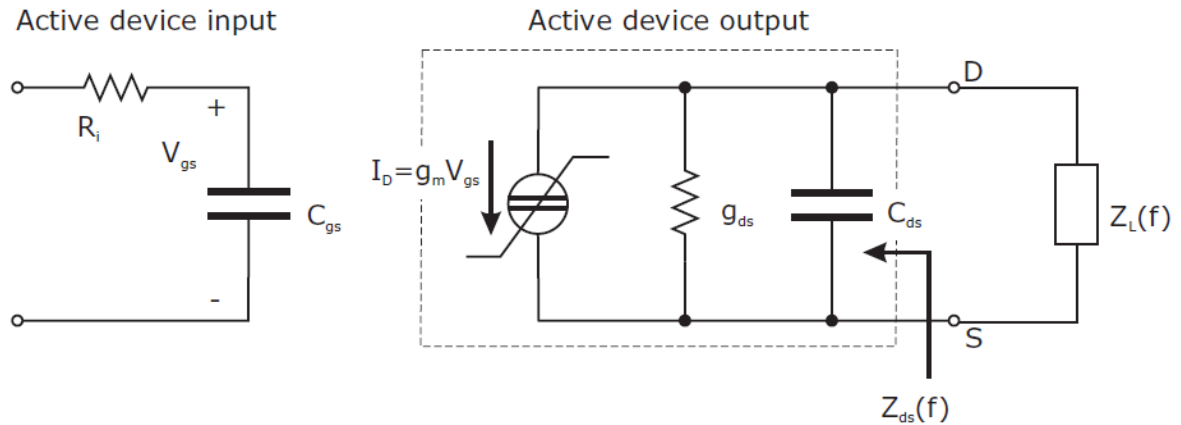 Active device input
Active device output
R_i
+
V_gs
-
C_gs
I_D=g_mV_gs
g_ds
C_ds
D
S
Z_L(f)
Z_ds(f)